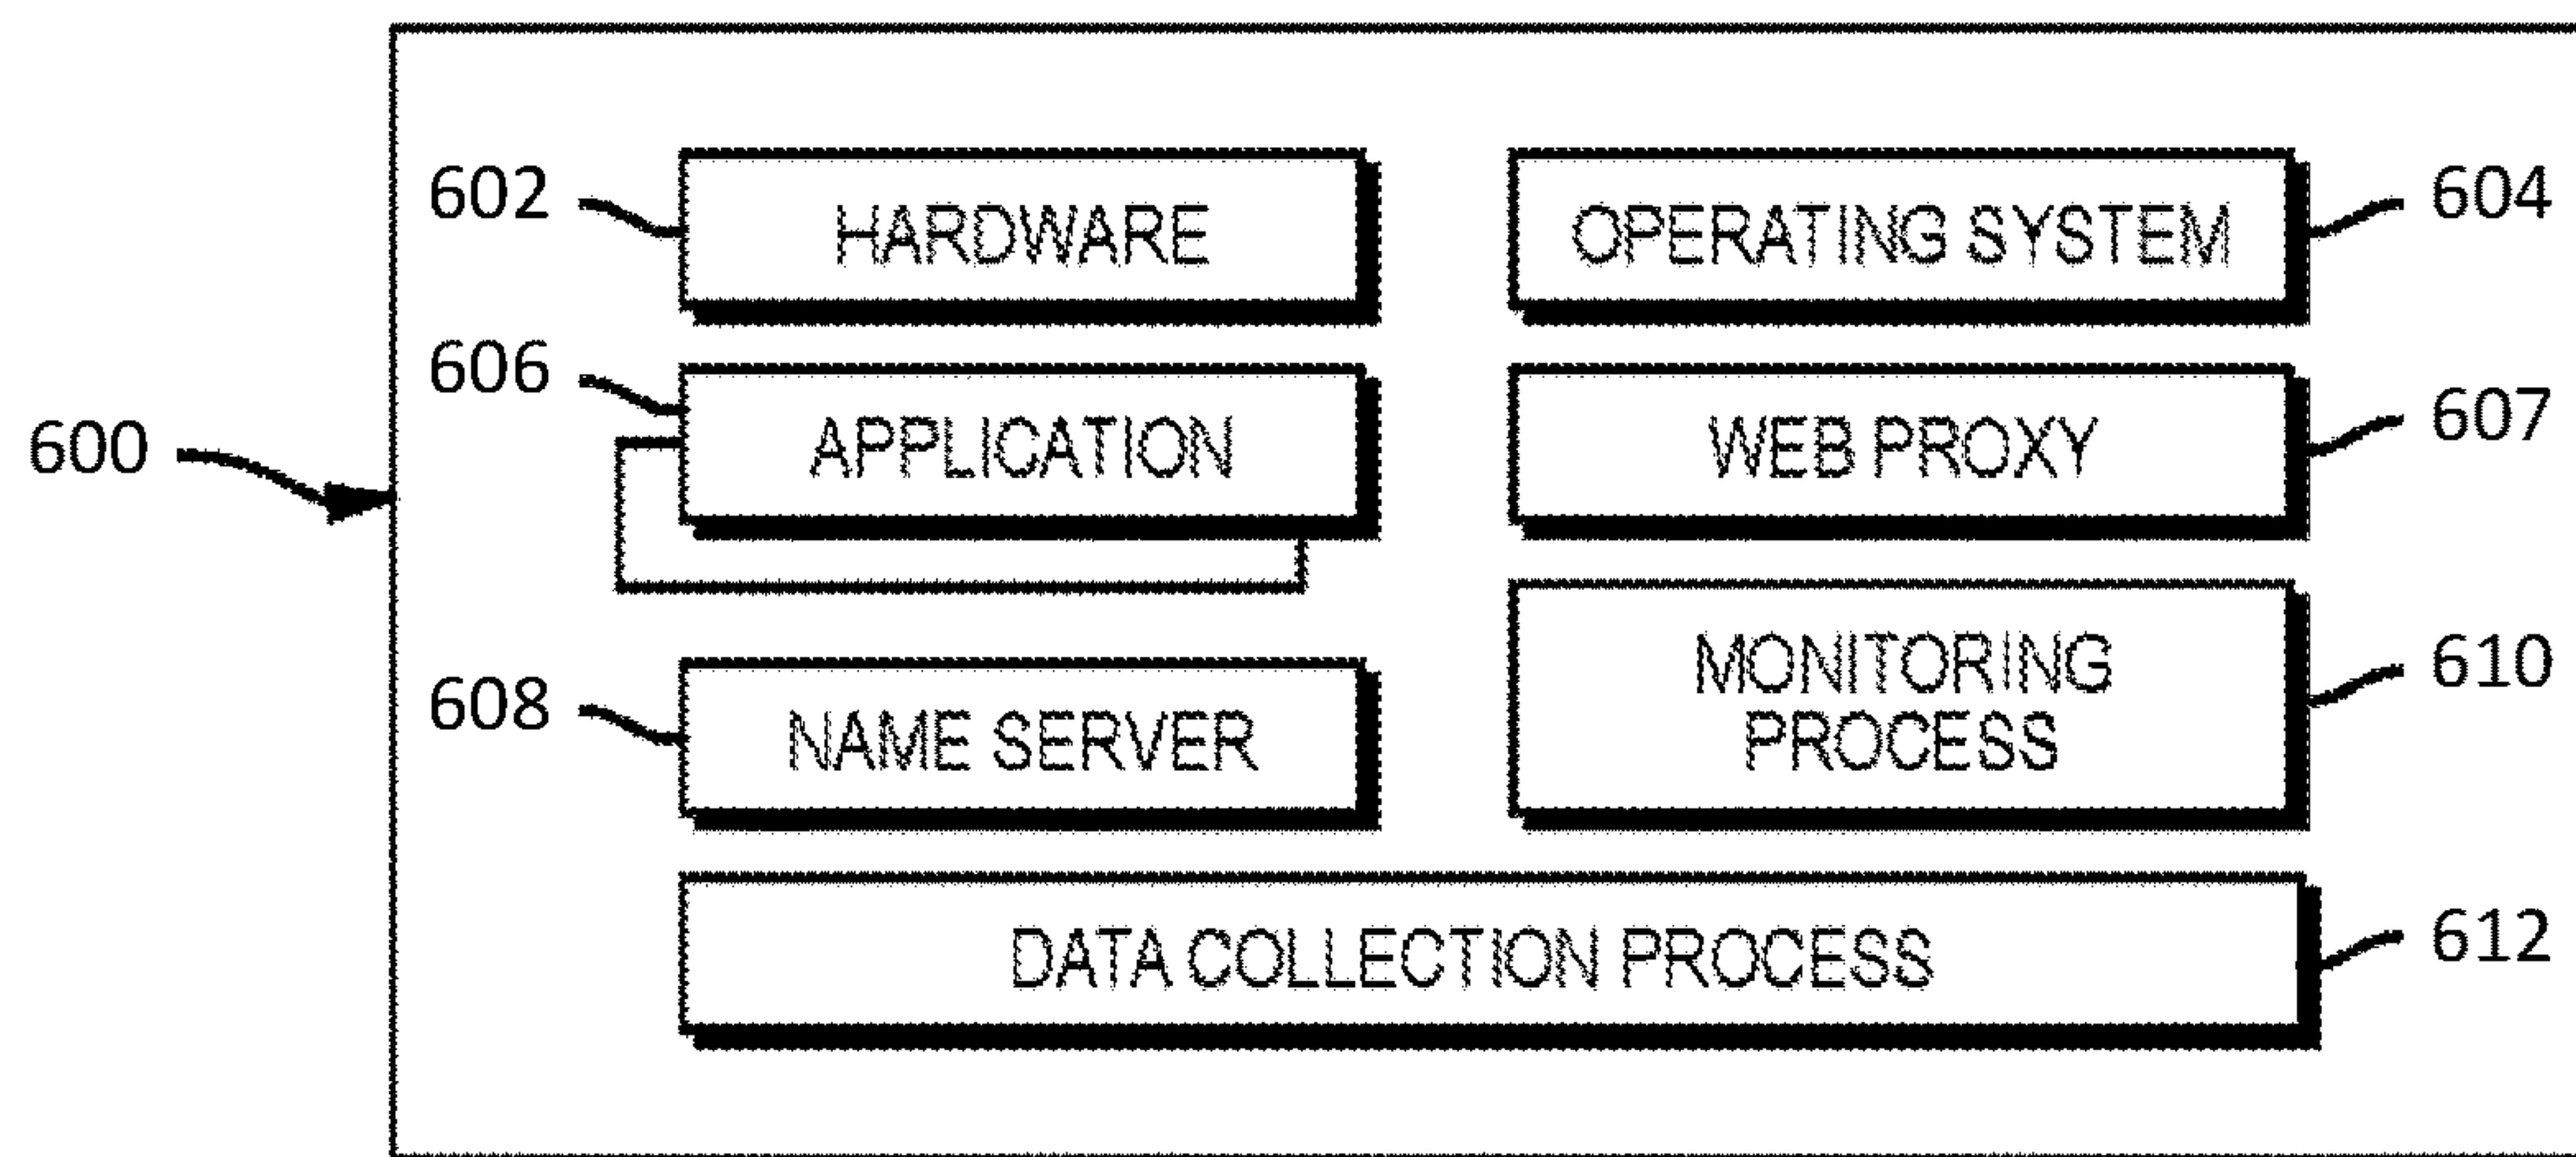 602 HARDWARE OPERATING SYSTEM 604
606 APPLICATION WEB PROXY 607
600
608 NAME SERVER MONITORING PROCESS 610
DATA COLLECTION PROCESS 612